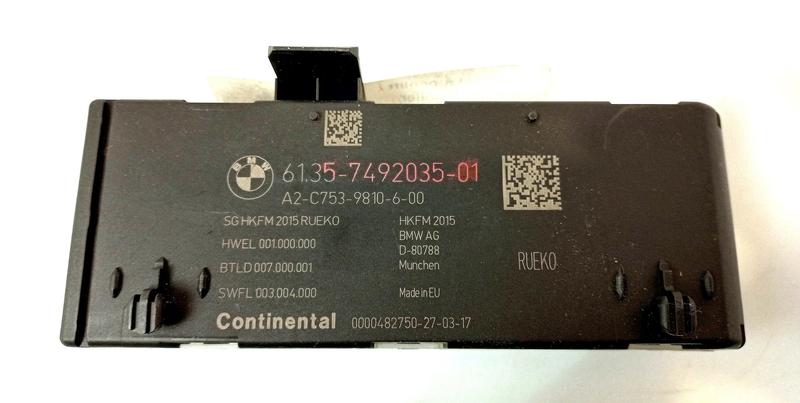 BMW
61.35-7492035-01
A2-C753-9810-6-00
SG HKFM 2015 RUEKO
HWEL 001.000.000
BTLD 007.000.001
SWFL 003.004.000
HKFM 2015
BMW AG
D-80788
Munchen
Made in EU
RUEKO
Continental 0000482750-27-03-17